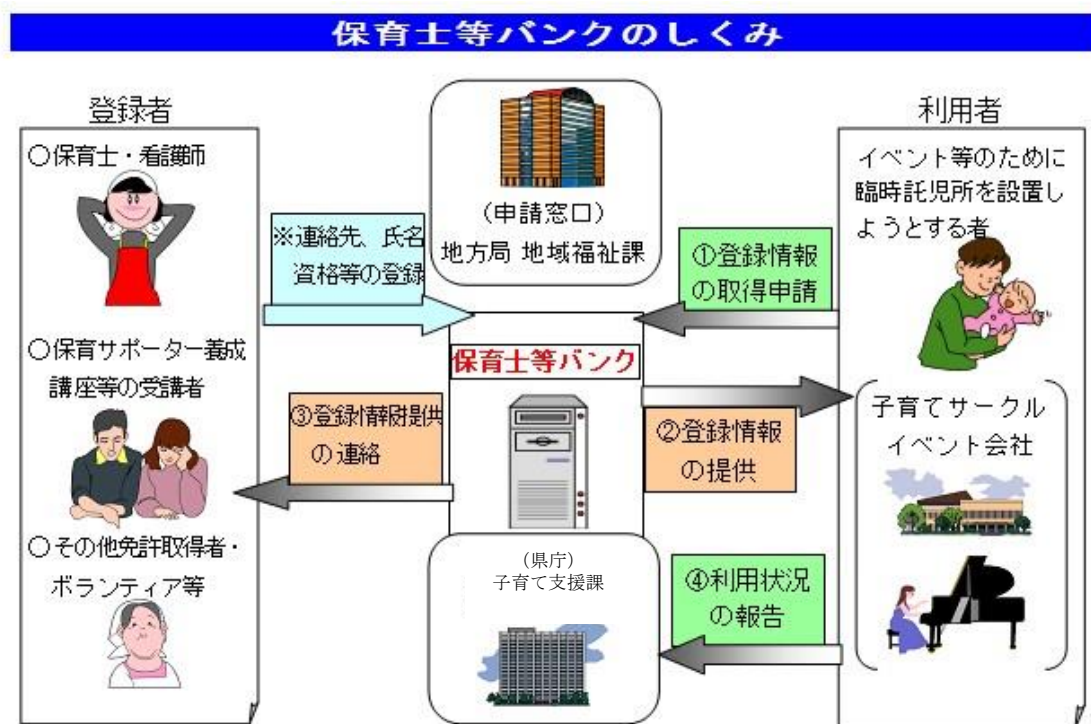 保育士等バンクのしくみ
登録者
〇保育士・看護師
〇保育サポーター養成
講座等の受講者
〇その他免許取得者・
ボランティア等
※連絡先、氏名
資格等の登録
(申請窓口)
地方局 地域福祉課
保育士等バンク
③登録情報提供
の連絡
(県庁)
子育て支援課
①登録情報
の取得申請
②登録情報
の提供
④利用状況
の報告
利用者
イベント等のために
臨時託児所を設置し
ようとする者
子育てサークル
イベント会社